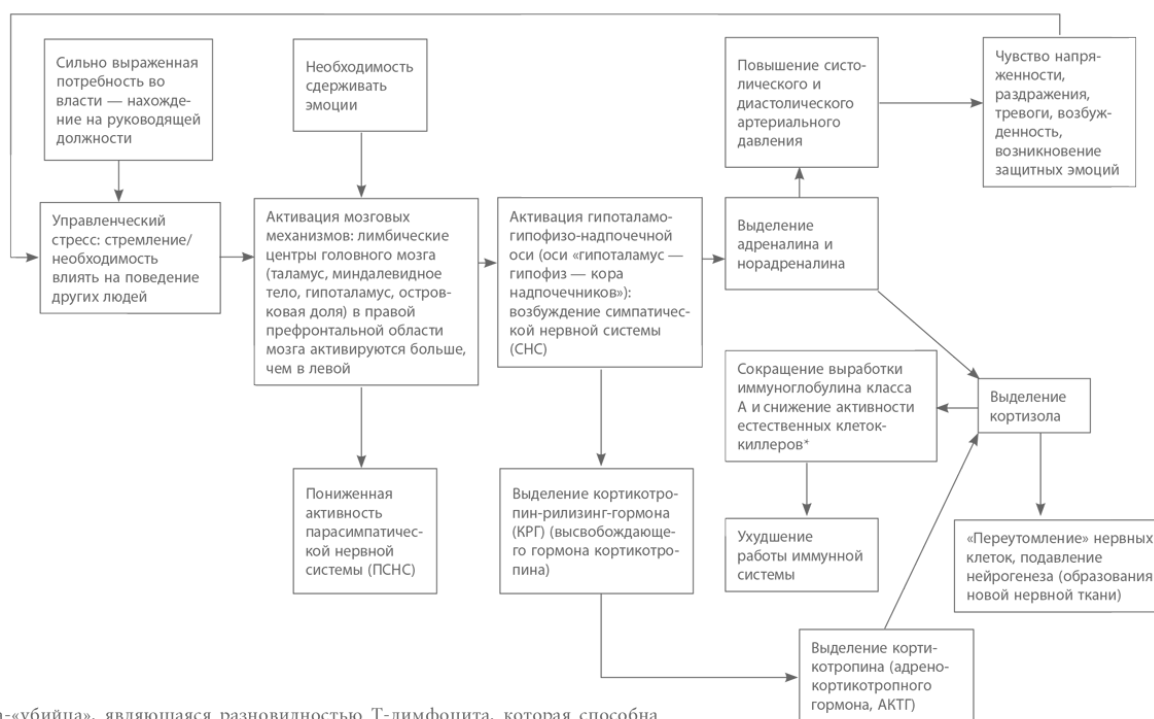 Сильно выраженная
потребность во
власти — нахожде-
ние на руководящей
должности
Необходимость
сдерживать
эмоции
Повышение систо-
лического и
диастолического
артериального
давления
Чувство напря-
женности,
раздражения,
тревоги, возбуж-
денность,
возникновение
защитных эмоций
Управленческий
стресс: стремление/
необходимость
влиять на поведение
других людей
Активация мозговых
механизмов: лимбические
центры головного мозга
(таламус, миндалевидное
тело, гипоталамус, остров-
ковая доля) в правой
префронтальной области
мозга активируются больше,
чем в левой
Активация гипоталамо-
гипофизо-надпочечной
оси (оси «гипоталамус —
гипофиз — кора
надпочечников»):
возбуждение симпатичес-
кой нервной системы
(СНС)
Выделение
адреналина и
норадреналина
Сокращение выработки
иммуноглобулина класса
А и снижение активности
естественных клеток-
киллеров*
Выделение
кортизола
Пониженная
активность
парасимпатичес-
кой нервной
системы (ПСНС)
Выделение кортикотро-
пин-рилизинг-гормона
(КРГ) (высвобождающе-
го гормона кортикотро-
пина)
Ухудшение
работы иммунной
системы
«Переутомление» нервных
клеток, подавление
нейрогенеза (образования
новой нервной ткани)
Выделение корти-
котропина (адрено-
кортикотропного
гормона, АКТГ)
а-«убийца», являющаяся разновидностью Т-лимфоцита, которая способна